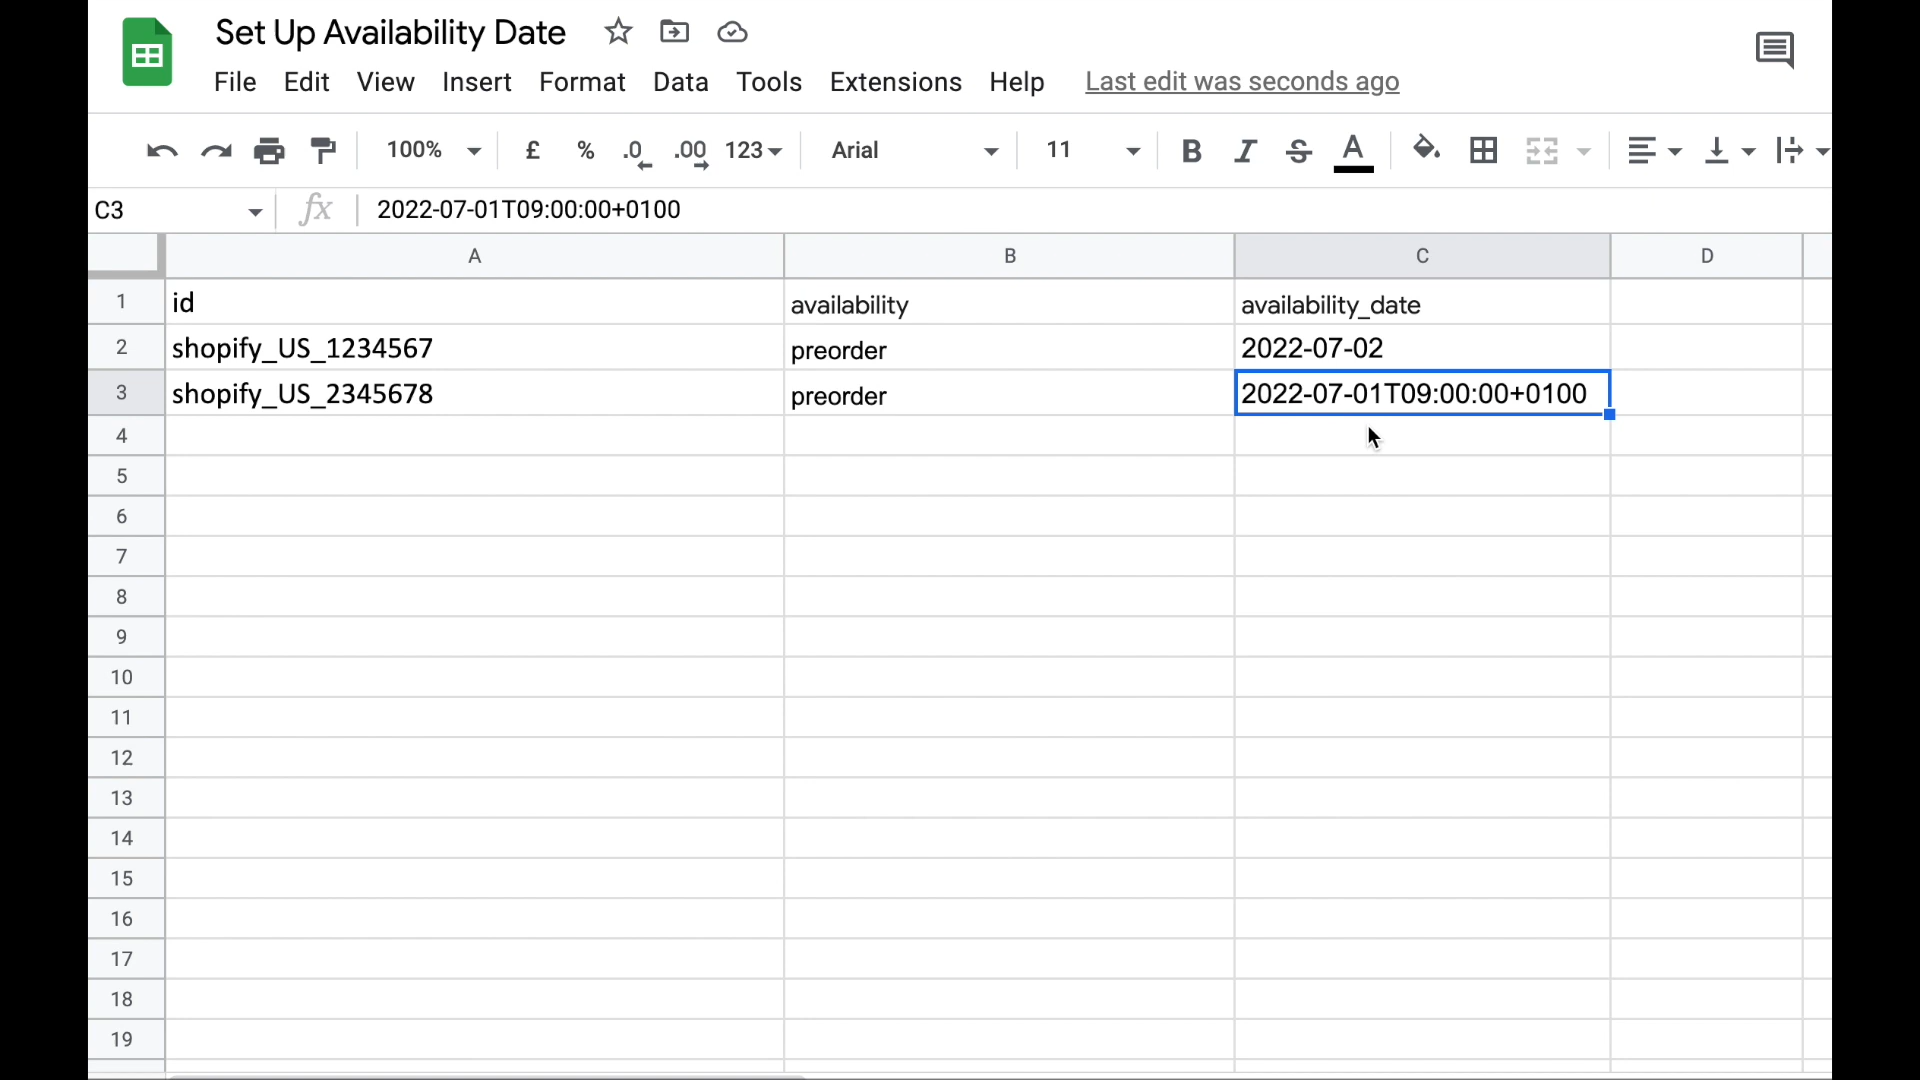 Set Up Availability Date
File Edit View Insert Format Data Tools Extensions Help Last edit was seconds ago
100% £ % .0 .00 123 Arial 11 B I S A
C3 fx 2022-07-01T09:00:00+0100
A B C D
1 id availability availability_date
2 shopify_US_1234567 preorder 2022-07-02
3 shopify_US_2345678 preorder 2022-07-01T09:00:00+0100
4
5
6
7
8
9
10
11
12
13
14
15
16
17
18
19